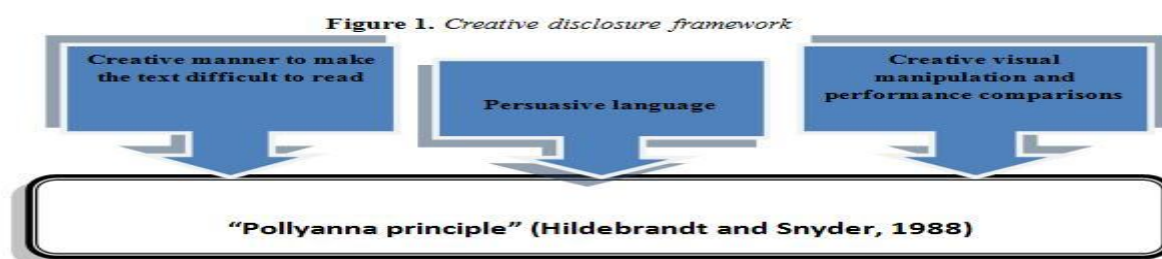 Figure 1. Creative disclosure framework
Creative manner to make
the text difficult to read
Persuasive language
Creative visual
manipulation and
performance comparisons
“Pollyanna principle” (Hildebrandt and Snyder, 1988)